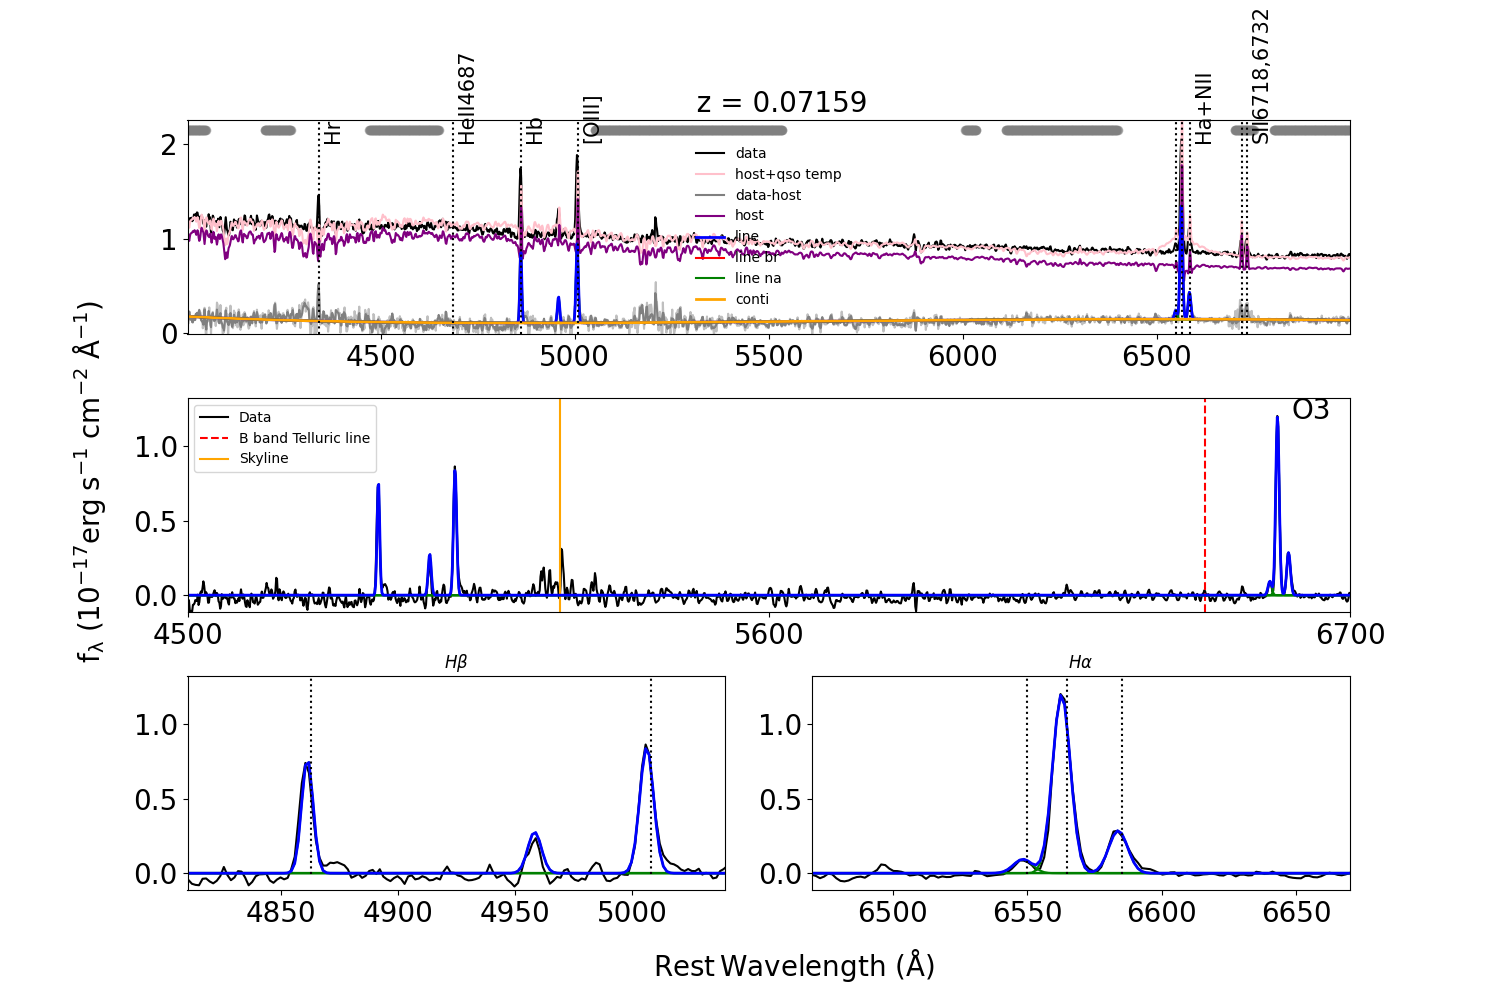 z = 0.07159
Hr
HeII4687
Hb
[OIII]
Ha+NII
SII6718,6732
data
host+qso temp
data-host
host
line
line br
line na
conti
2
1
0
4500 5000 5500 6000 6500
f_λ (10^{-17} erg s^{-1} cm^{-2} Å^{-1})
Data
B band Telluric line
Skyline
O3
1.0
0.5
0.0
4500 5600 6700
Hβ
1.0
0.5
0.0
4850 4900 4950 5000
Hα
1.0
0.5
0.0
6500 6550 6600 6650
Rest Wavelength (Å)